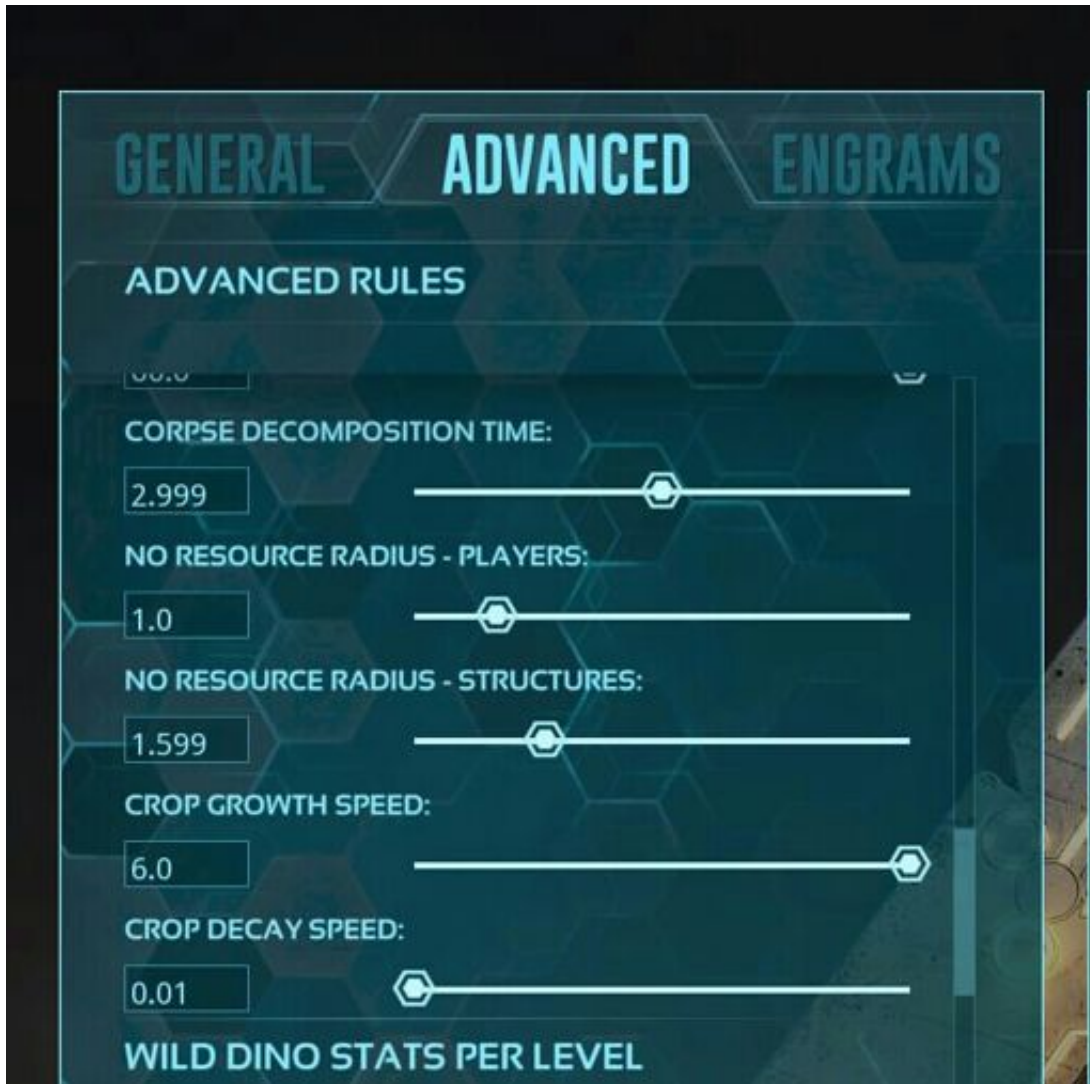 GENERAL ADVANCED ENGRAMS
ADVANCED RULES
CORPSE DECOMPOSITION TIME:
2.999
NO RESOURCE RADIUS - PLAYERS:
1.0
NO RESOURCE RADIUS - STRUCTURES:
1.599
CROP GROWTH SPEED:
6.0
CROP DECAY SPEED:
0.01
WILD DINO STATS PER LEVEL